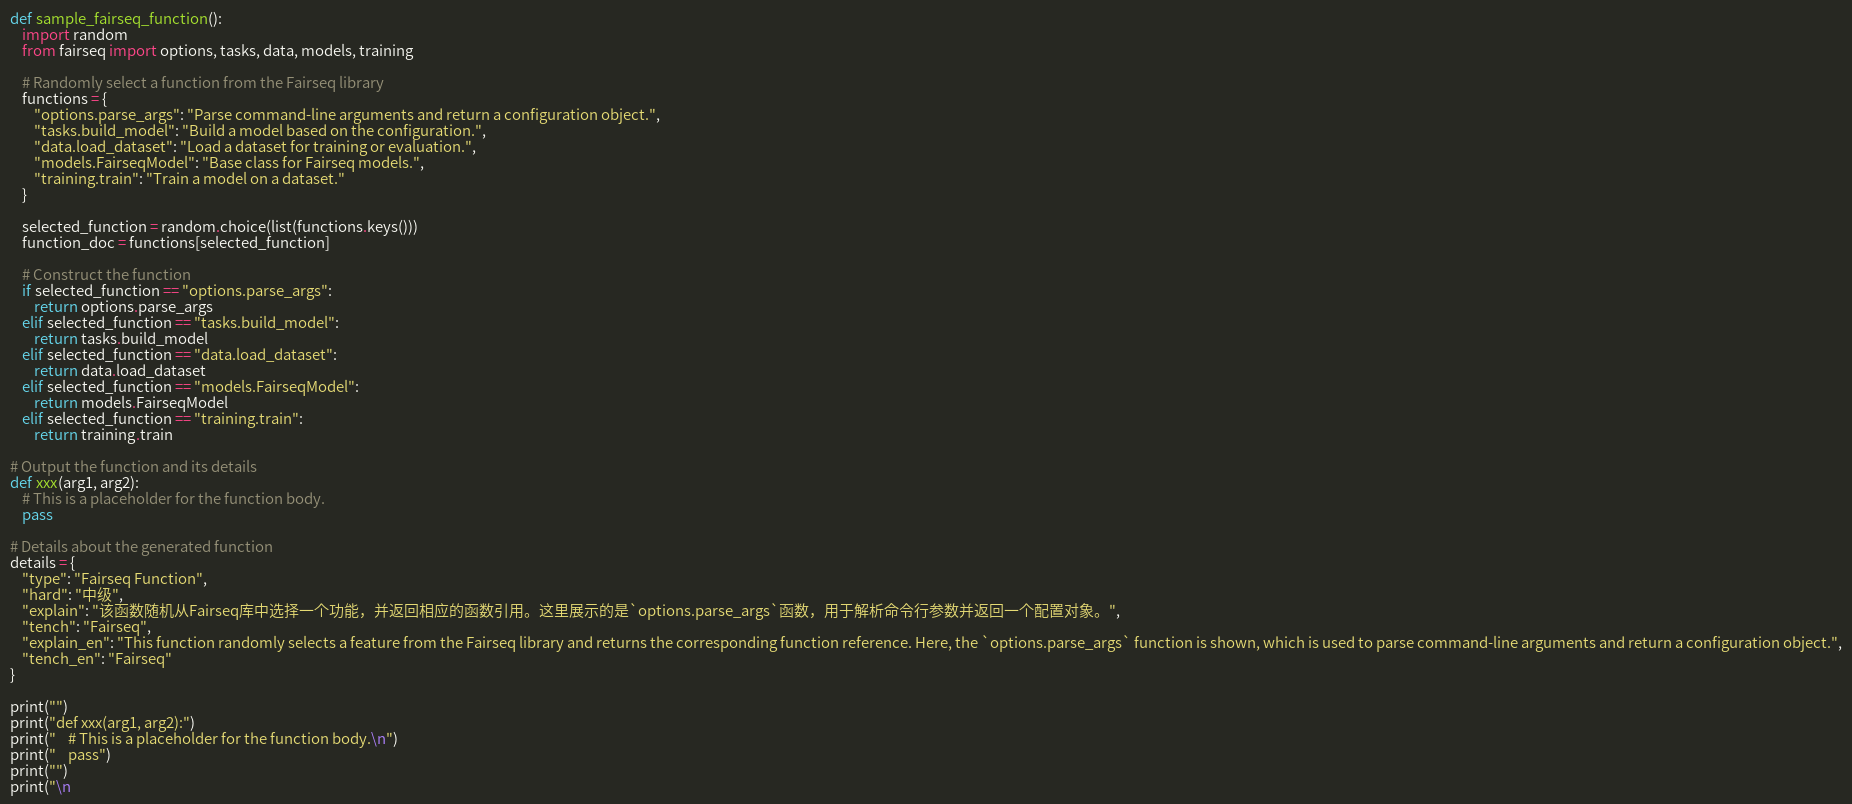 def sample_fairseq_function():
    import random
    from fairseq import options, tasks, data, models, training

    # Randomly select a function from the Fairseq library
    functions = {
        "options.parse_args": "Parse command-line arguments and return a configuration object.",
        "tasks.build_model": "Build a model based on the configuration.",
        "data.load_dataset": "Load a dataset for training or evaluation.",
        "models.FairseqModel": "Base class for Fairseq models.",
        "training.train": "Train a model on a dataset."
    }

    selected_function = random.choice(list(functions.keys()))
    function_doc = functions[selected_function]

    # Construct the function
    if selected_function == "options.parse_args":
        return options.parse_args
    elif selected_function == "tasks.build_model":
        return tasks.build_model
    elif selected_function == "data.load_dataset":
        return data.load_dataset
    elif selected_function == "models.FairseqModel":
        return models.FairseqModel
    elif selected_function == "training.train":
        return training.train

# Output the function and its details
def xxx(arg1, arg2):
    # This is a placeholder for the function body.
    pass

# Details about the generated function
details = {
    "type": "Fairseq Function",
    "hard": "中级",
    "explain": "该函数随机从Fairseq库中选择一个功能，并返回相应的函数引用。这里展示的是`options.parse_args`函数，用于解析命令行参数并返回一个配置对象。",
    "tench": "Fairseq",
    "explain_en": "This function randomly selects a feature from the Fairseq library and returns the corresponding function reference. Here, the `options.parse_args` function is shown, which is used to parse command-line arguments and return a configuration object.",
    "tench_en": "Fairseq"
}

print("")
print("def xxx(arg1, arg2):")
print("    # This is a placeholder for the function body.\n")
print("    pass")
print("")
print("\n